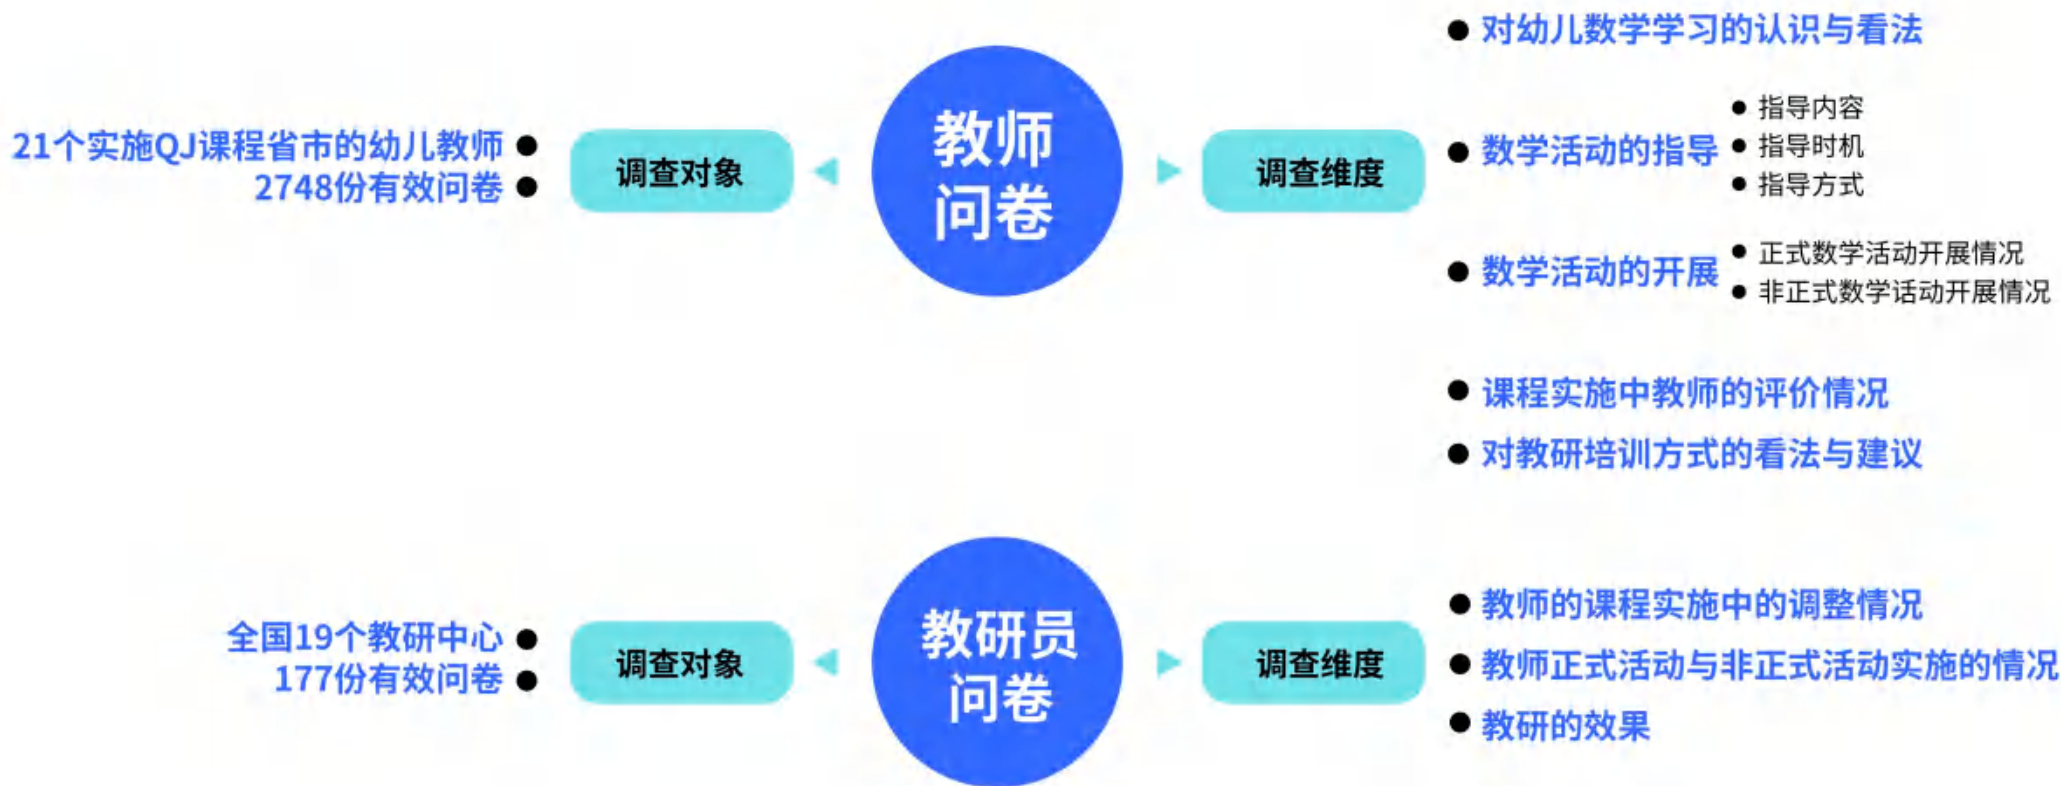 21个实施QJ课程省市的幼儿教师
2748份有效问卷
调查对象
教师
问卷
调查维度
对幼儿数学学习的认识与看法
数学活动的指导
指导内容
指导时机
指导方式
数学活动的开展
正式数学活动开展情况
非正式数学话动开展情况
课程实施中教师的评价情况
对教研培训方式的看法与建议
全国19个教研中心
177份有效问卷
调查对象
教研员
问卷
调查维度
教师的课程实施中的调整情况
教师正式活动与非正式活动实施的情况
教研的效果